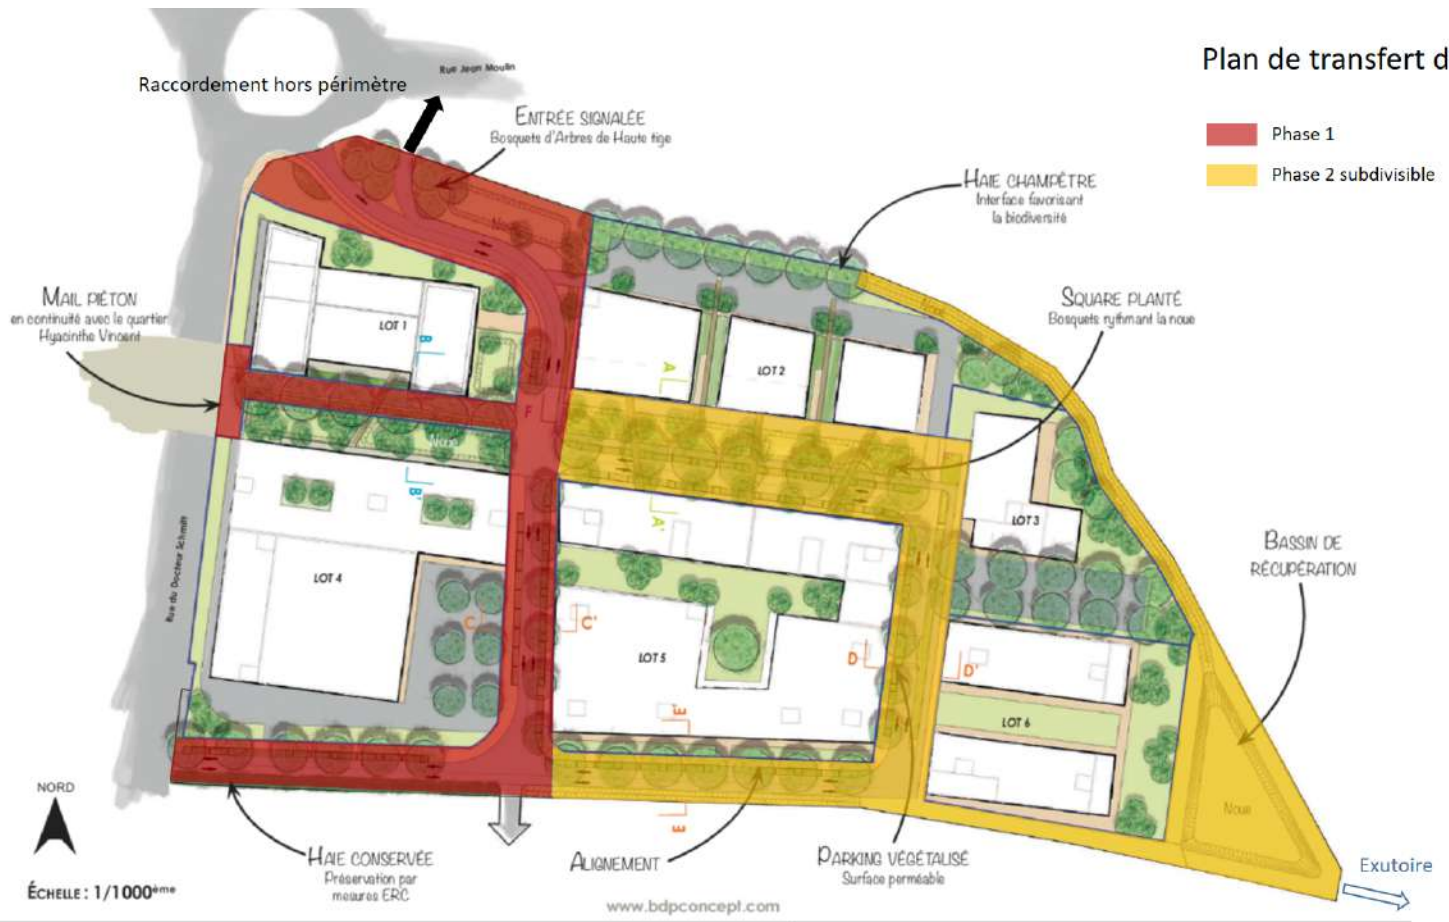 Plan de transfert d
Phase 1
Phase 2 subdivisible
Rue Jean Moulin
Raccordement hors périmètre
ENTRÉE SIGNALÉE
Bosquets d'Arbres de Haute tige
HAIE CHAMPÊTRE
Interface favorisant
la biodiversité
Noue
Noue
MAIL PIÉTON
en continuité avec le quartier
Hyacinthe Vincent
SQUARE PLANTÉ
Bosquets rythmant la noue
LOT 1
B
A
LOT 2
F
Noue
B'
A'
LOT 3
BASSIN DE
RÉCUPÉRATION
Rue du Docteur Schmitt
LOT 4
C
C'
LOT 5
D
D'
E'
LOT 6
Noue
E
NORD
ÉCHELLE : 1/1000ème
HAIE CONSERVÉE
Préservation par
mesures ERC
ALIGNEMENT
PARKING VÉGÉTALISÉ
Surface perméable
Exutoire
www.bdpconcept.com